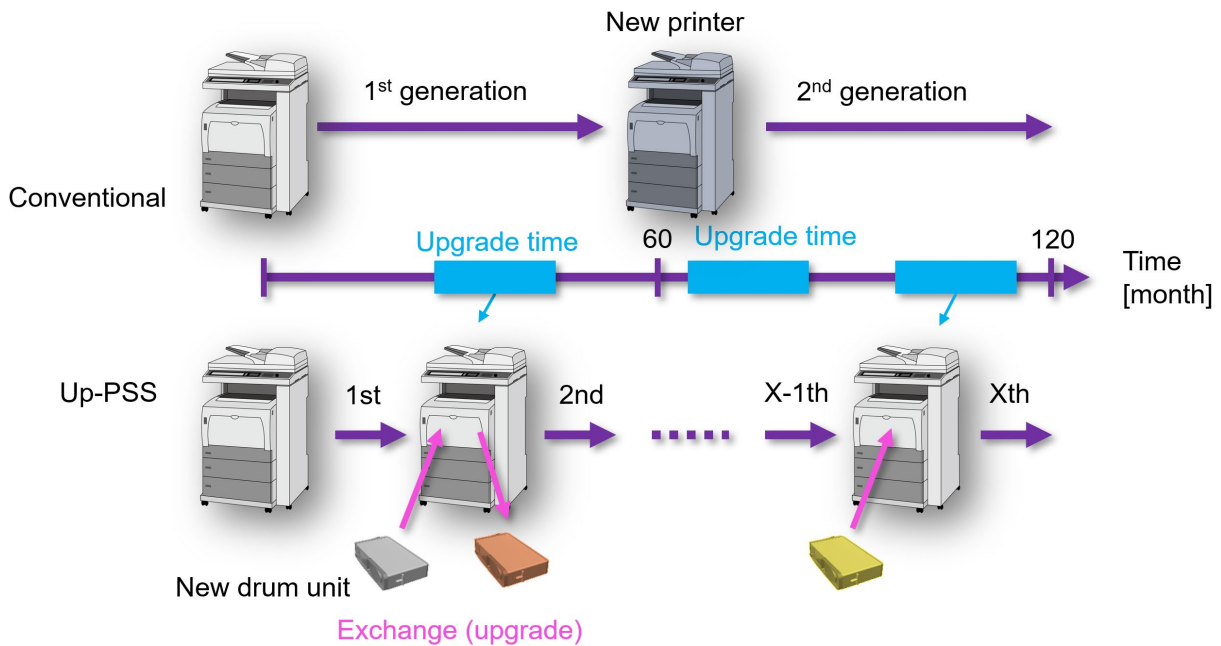 New printer
1st generation
2nd generation
Conventional
Upgrade time
60
Upgrade time
120
Time
[month]
Up-PSS
1st
2nd
X-1th
Xth
New drum unit
Exchange (upgrade)